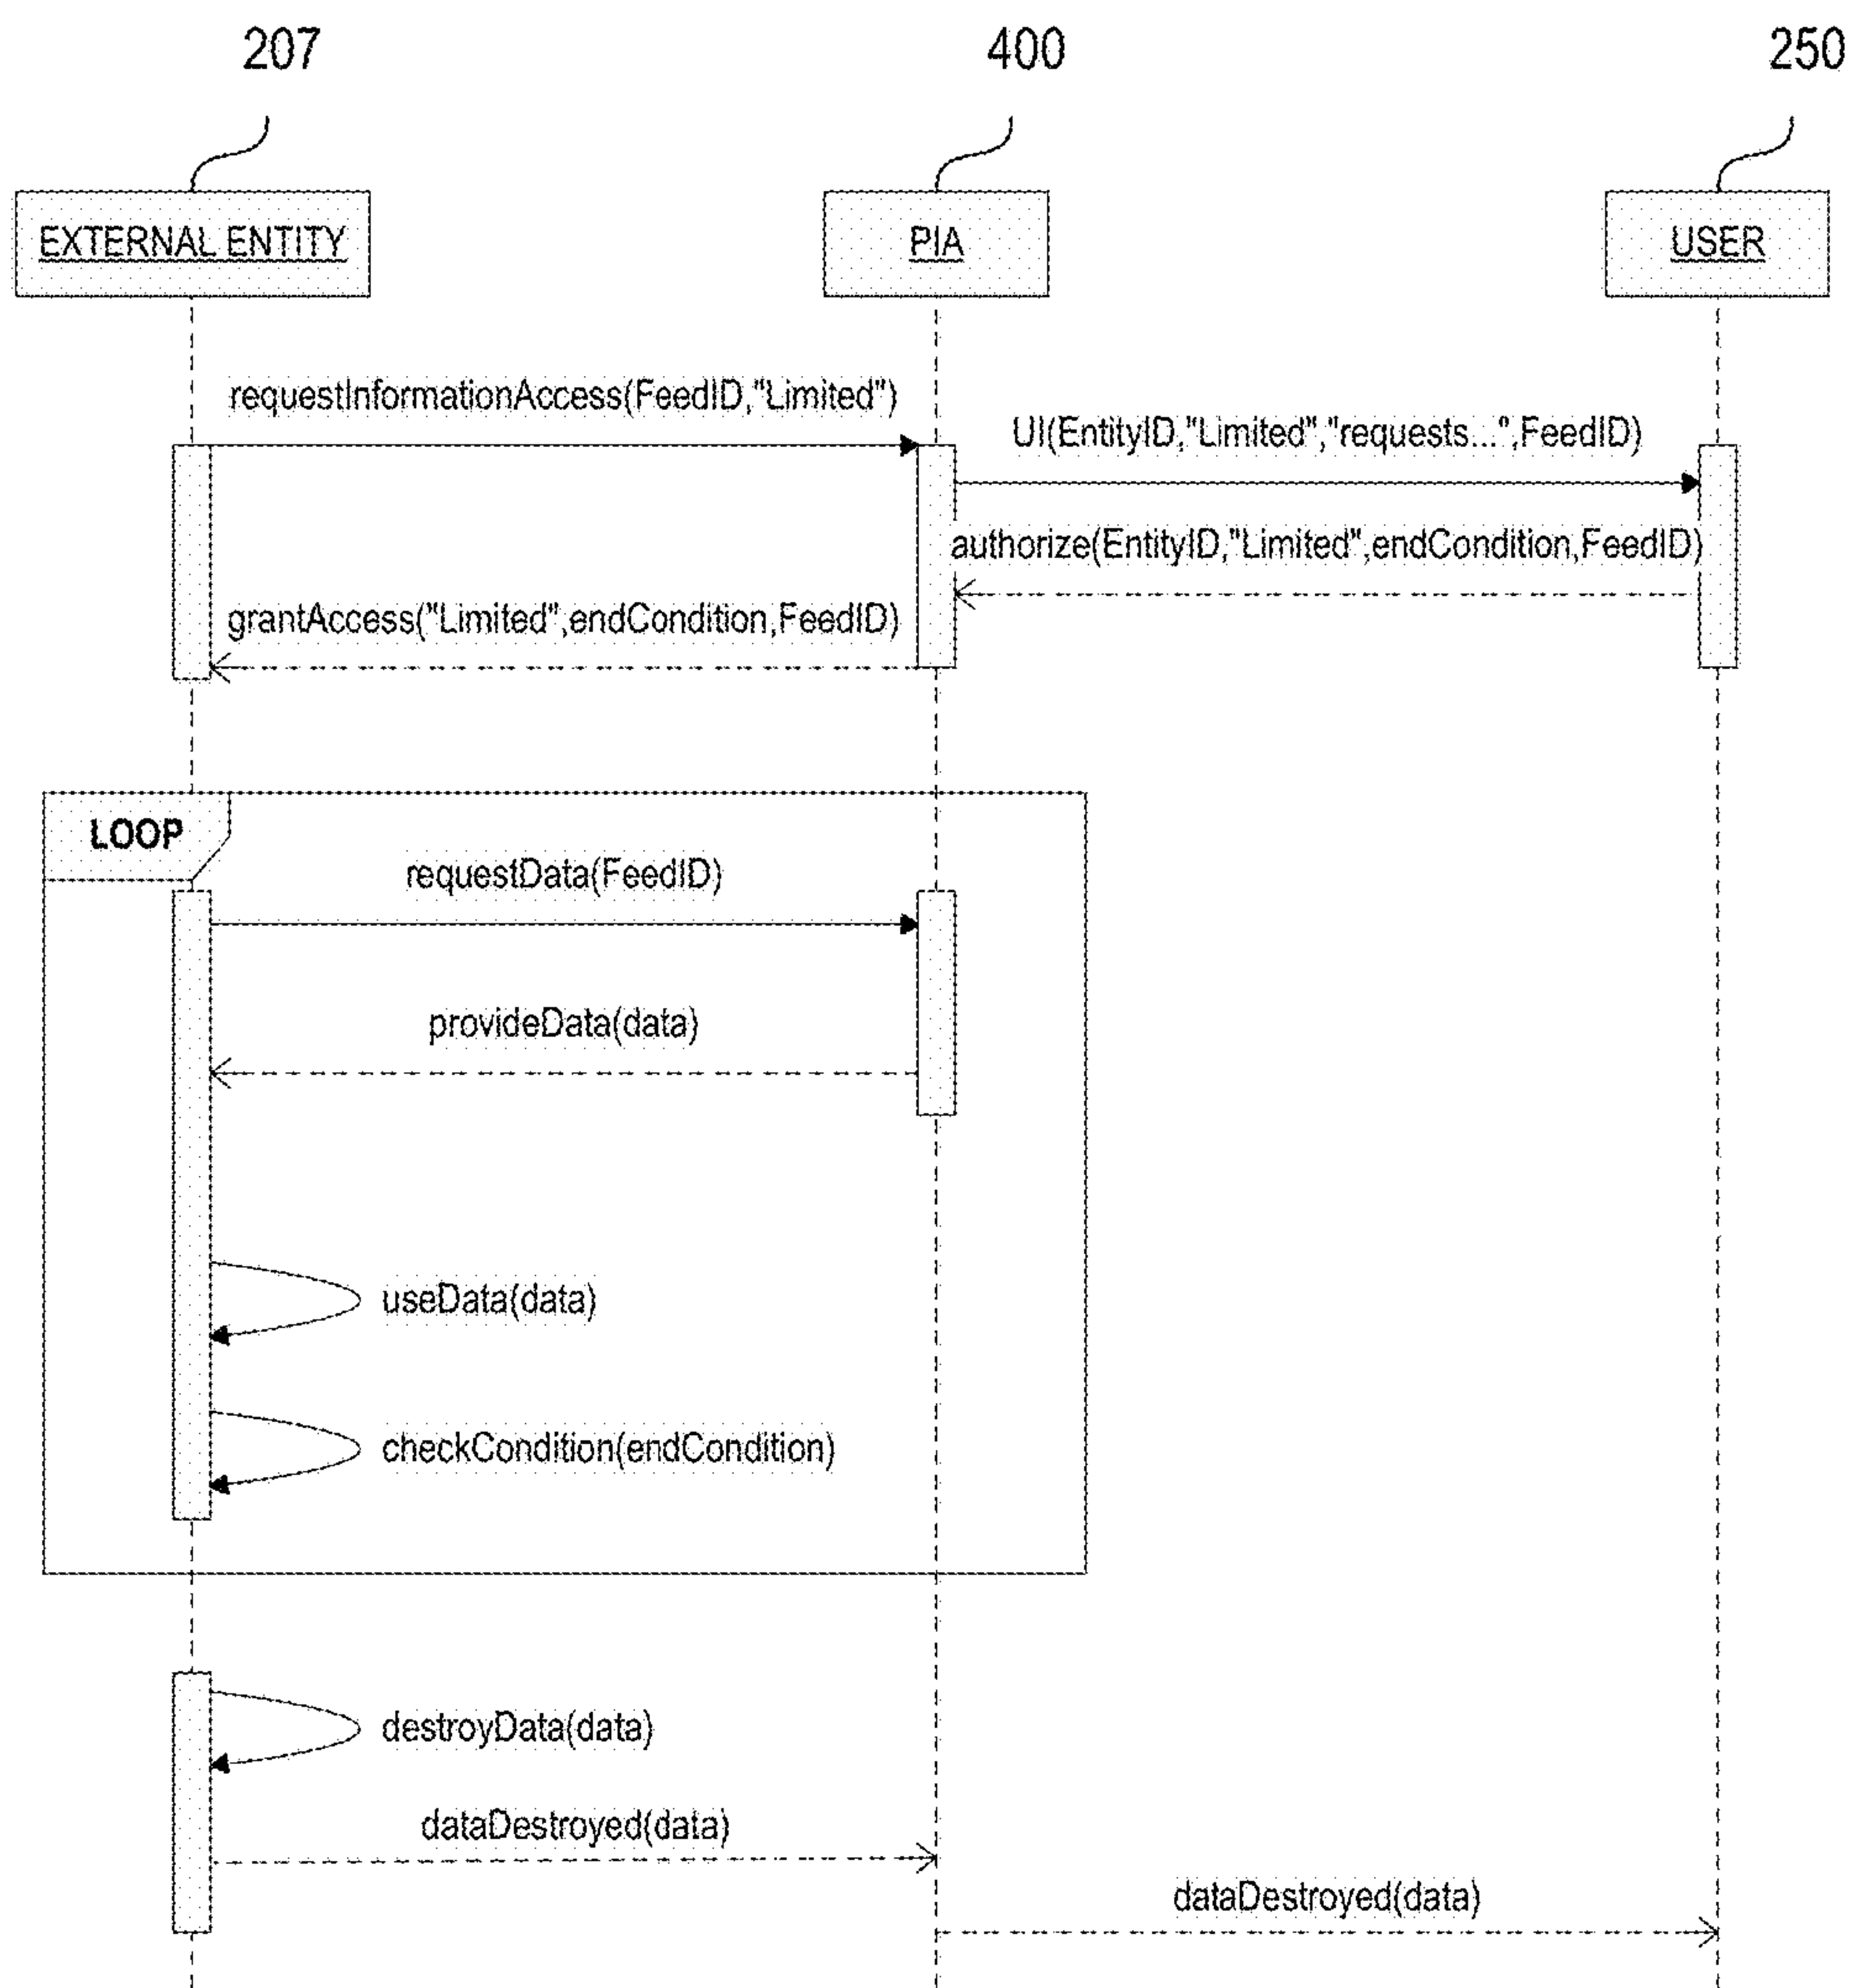 207
400
250
EXTERNAL ENTITY
PIA
USER
requestInformationAccess(FeedID,"Limited")
UI(EntityID,"Limited","requests...",FeedID)
authorize(EntityID,"Limited",endCondition,FeedID)
grantAccess("Limited",endCondition,FeedID)
LOOP
requestData(FeedID)
provideData(data)
useData(data)
checkCondition(endCondition)
destroyData(data)
dataDestroyed(data)
dataDestroyed(data)